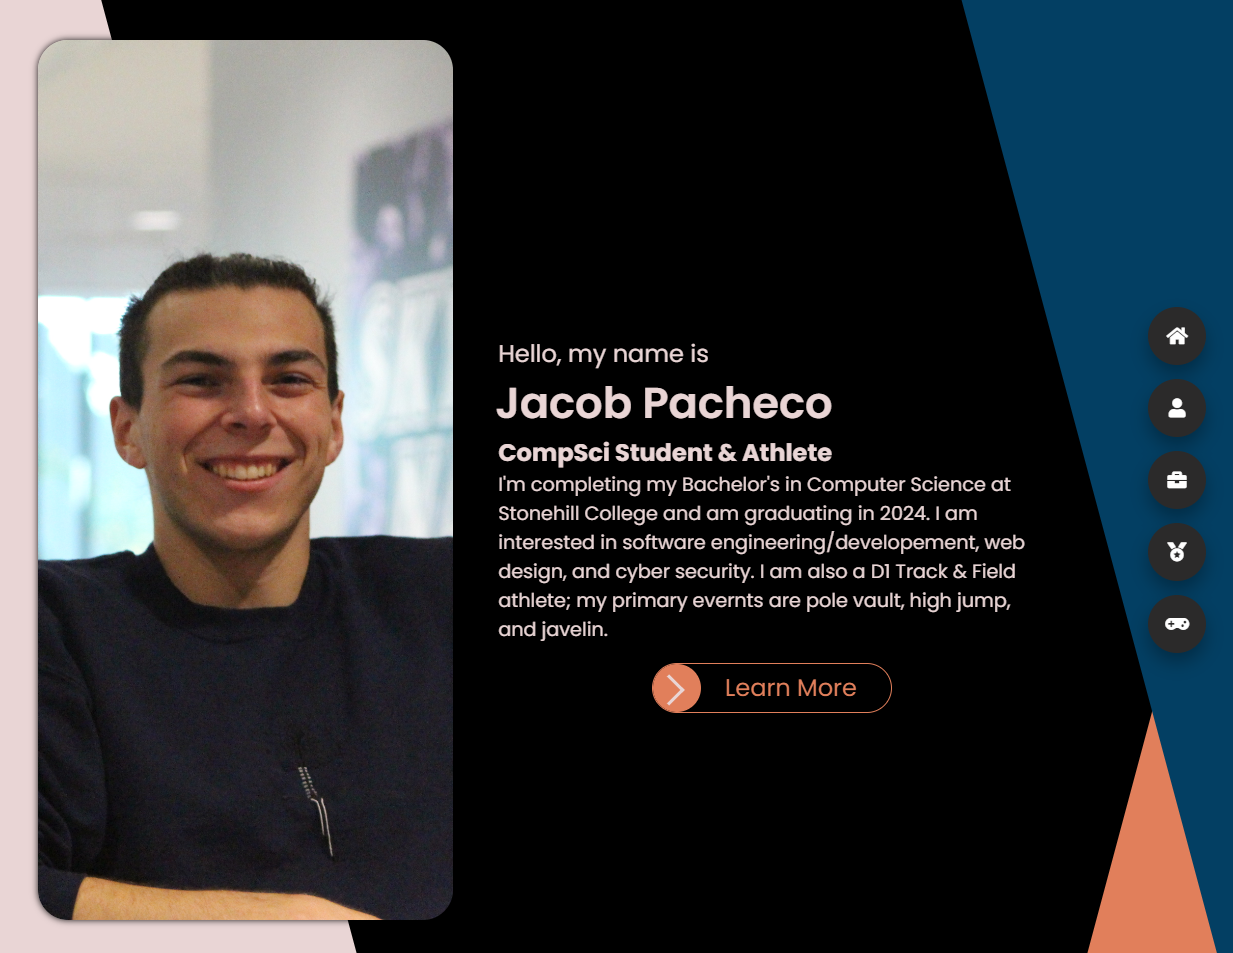 Hello, my name is
Jacob Pacheco
CompSci Student & Athlete
I'm completing my Bachelor's in Computer Science at
Stonehill College and am graduating in 2024. I am
interested in software engineering/developement, web
design, and cyber security. I am also a D1 Track & Field
athlete; my primary evernts are pole vault, high jump,
and javelin.
Learn More